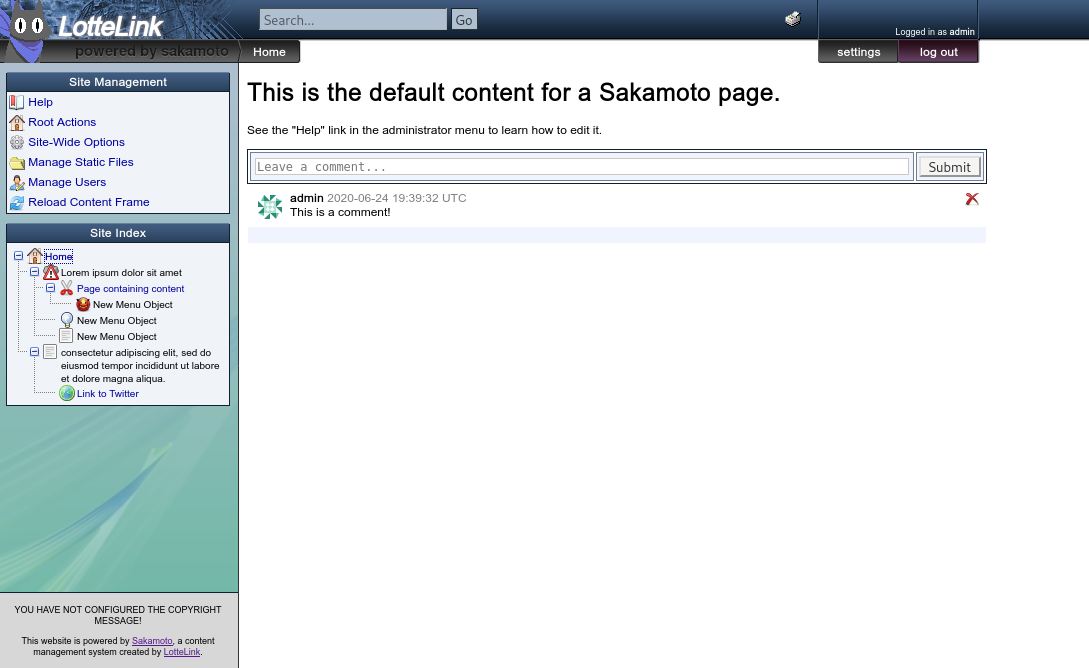 LotteLink
powered by sakamoto
Search...
Go
Logged in as admin
Home
settings
log out
Site Management
Help
Root Actions
Site-Wide Options
Manage Static Files
Manage Users
Reload Content Frame
Site Index
Home
Lorem ipsum dolor sit amet
Page containing content
New Menu Object
New Menu Object
New Menu Object
consectetur adipiscing elit, sed do
eiusmod tempor incididunt ut labore
et dolore magna aliqua.
Link to Twitter
YOU HAVE NOT CONFIGURED THE COPYRIGHT
MESSAGE!
This website is powered by Sakamoto, a content
management system created by LotteLink.
This is the default content for a Sakamoto page.
See the "Help" link in the administrator menu to learn how to edit it.
Leave a comment...
Submit
admin 2020-06-24 19:39:32 UTC
This is a comment!